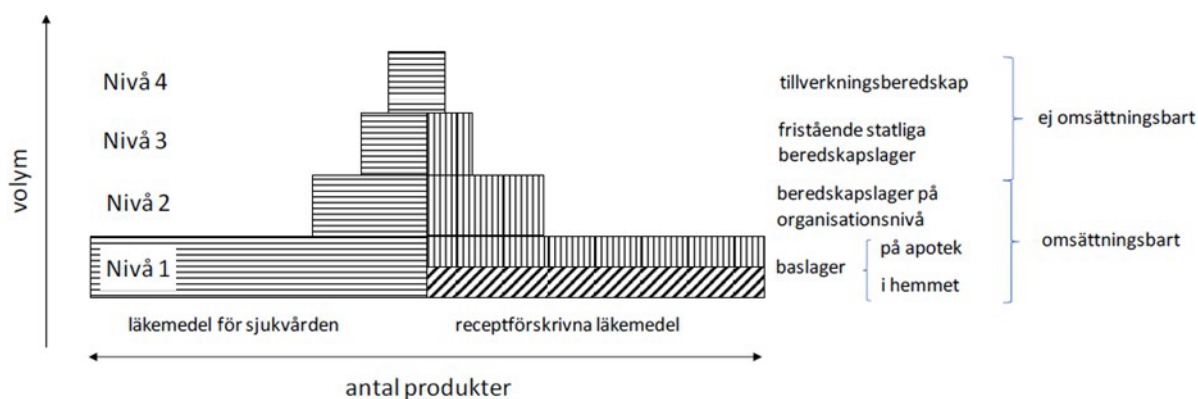 volym
Nivå 4
Nivå 3
Nivå 2
Nivå 1
tillverkningsberedskap
fristående statliga
beredskapslager
beredskapslager på
organisationsnivå
baslager
på apotek
i hemmet
ej omsättningsbart
omsättningsbart
läkemedel för sjukvården
receptförskrivna läkemedel
antal produkter